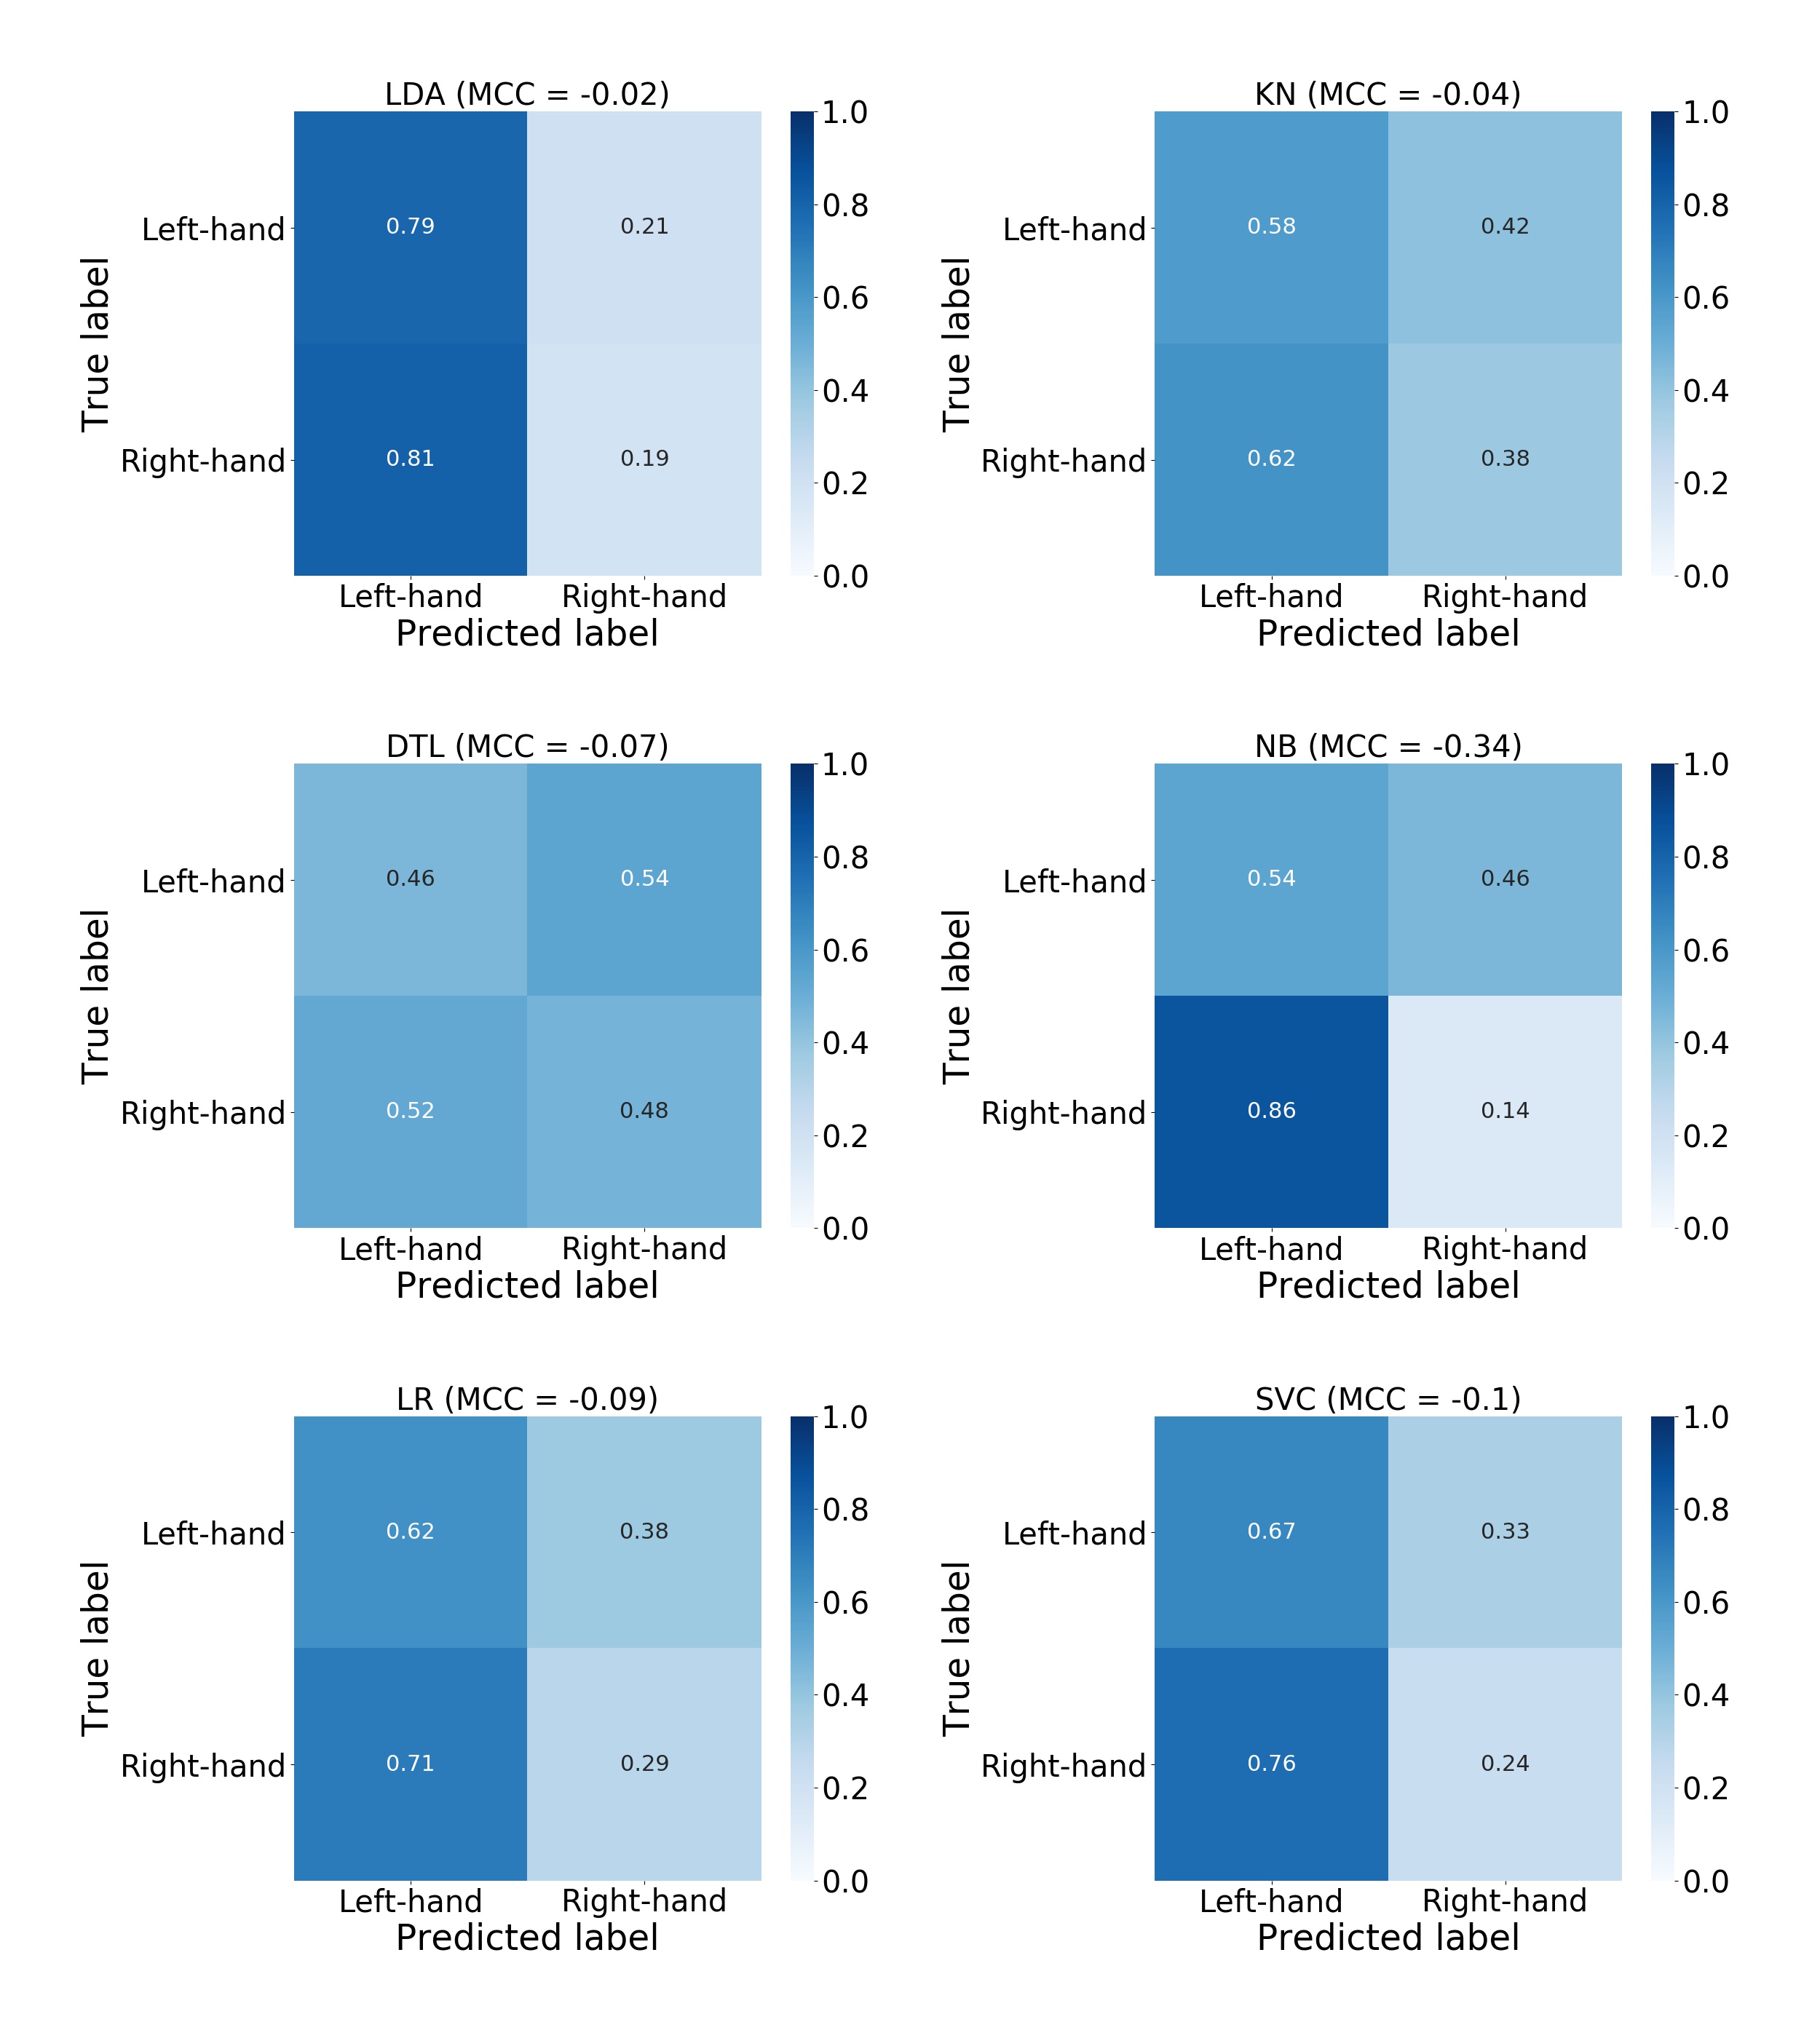 LDA (MCC = -0.02)
1.0
0.8
0.6
0.4
0.2
0.0
True label
Left-hand
0.79
0.21
Right-hand
0.81
0.19
Left-hand
Right-hand
Predicted label
KN (MCC = -0.04)
1.0
0.8
0.6
0.4
0.2
0.0
True label
Left-hand
0.58
0.42
Right-hand
0.62
0.38
Left-hand
Right-hand
Predicted label
DTL (MCC = -0.07)
1.0
0.8
0.6
0.4
0.2
0.0
True label
Left-hand
0.46
0.54
Right-hand
0.52
0.48
Left-hand
Right-hand
Predicted label
NB (MCC = -0.34)
1.0
0.8
0.6
0.4
0.2
0.0
True label
Left-hand
0.54
0.46
Right-hand
0.86
0.14
Left-hand
Right-hand
Predicted label
LR (MCC = -0.09)
1.0
0.8
0.6
0.4
0.2
0.0
True label
Left-hand
0.62
0.38
Right-hand
0.71
0.29
Left-hand
Right-hand
Predicted label
SVC (MCC = -0.1)
1.0
0.8
0.6
0.4
0.2
0.0
True label
Left-hand
0.67
0.33
Right-hand
0.76
0.24
Left-hand
Right-hand
Predicted label